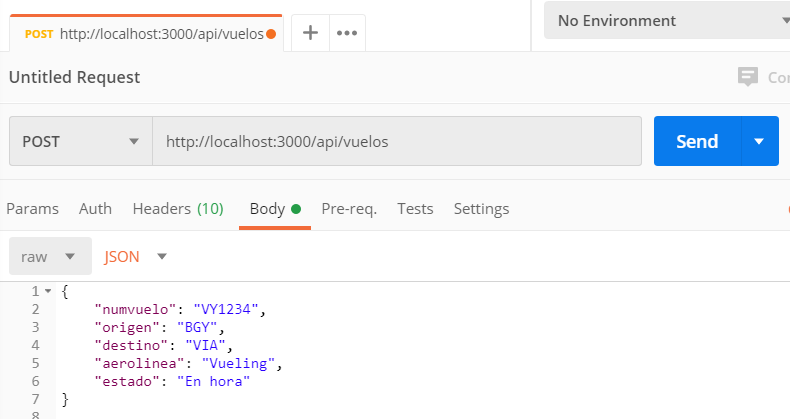 POST http://localhost:3000/api/vuelos
No Environment
Untitled Request
POST http://localhost:3000/api/vuelos Send
Params Auth Headers (10) Body Pre-req. Tests Settings
raw JSON
1 {
2 "numvuelo": "VY1234",
3 "origen": "BGY",
4 "destino": "VIA",
5 "aerolinea": "Vueling",
6 "estado": "En hora"
7 }
8